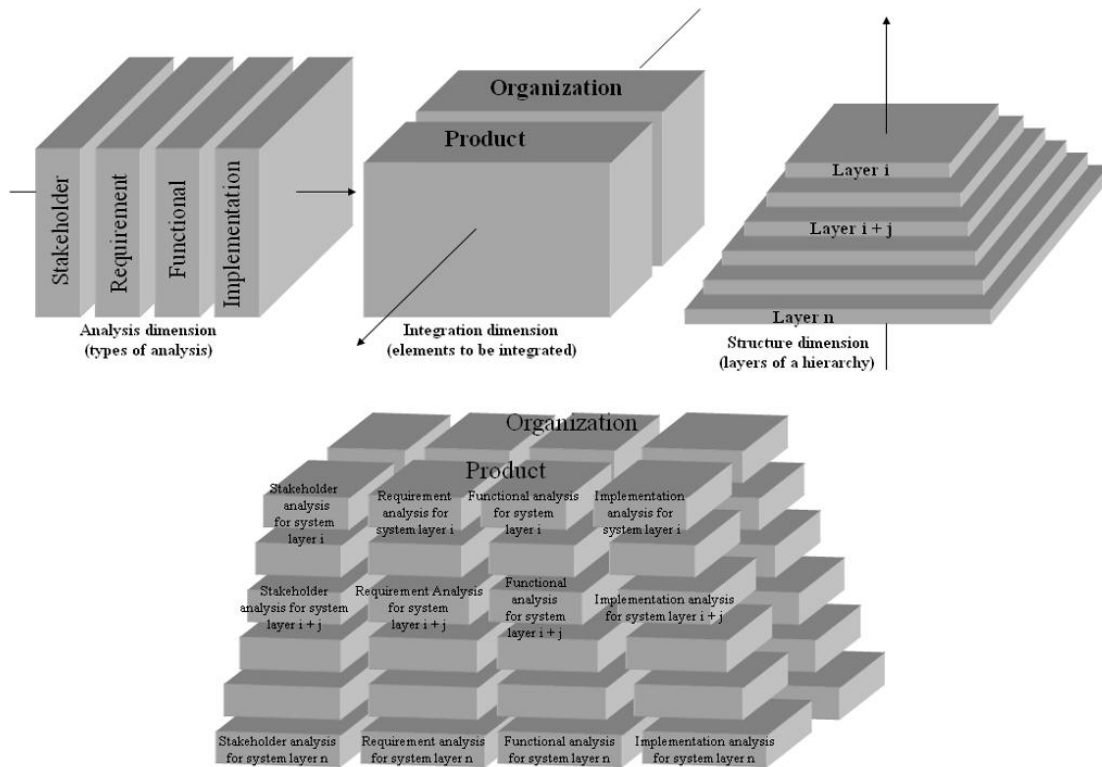 Stakeholder
Requirement
Functional
Implementation
Analysis dimension
(types of analysis)
Organization
Product
Integration dimension
(elements to be integrated)
Layer i
Layer i + j
Layer n
Structure dimension
(layers of a hierarchy)
Organization
Product
Stakeholder
analysis
for system
layer i
Requirement
analysis for
system layer i
Functional analysis
for system
layer i
Implementation
analysis for
system layer i
Stakeholder
analysis for system
layer i + j
Requirement Analysis
for system
layer i + j
Functional
analysis
for system
layer i + j
Implementation analysis
for system layer i + j
Stakeholder analysis
for system layer n
Requirement analysis
for system layer n
Functional analysis
for system layer n
Implementation analysis
for system layer n